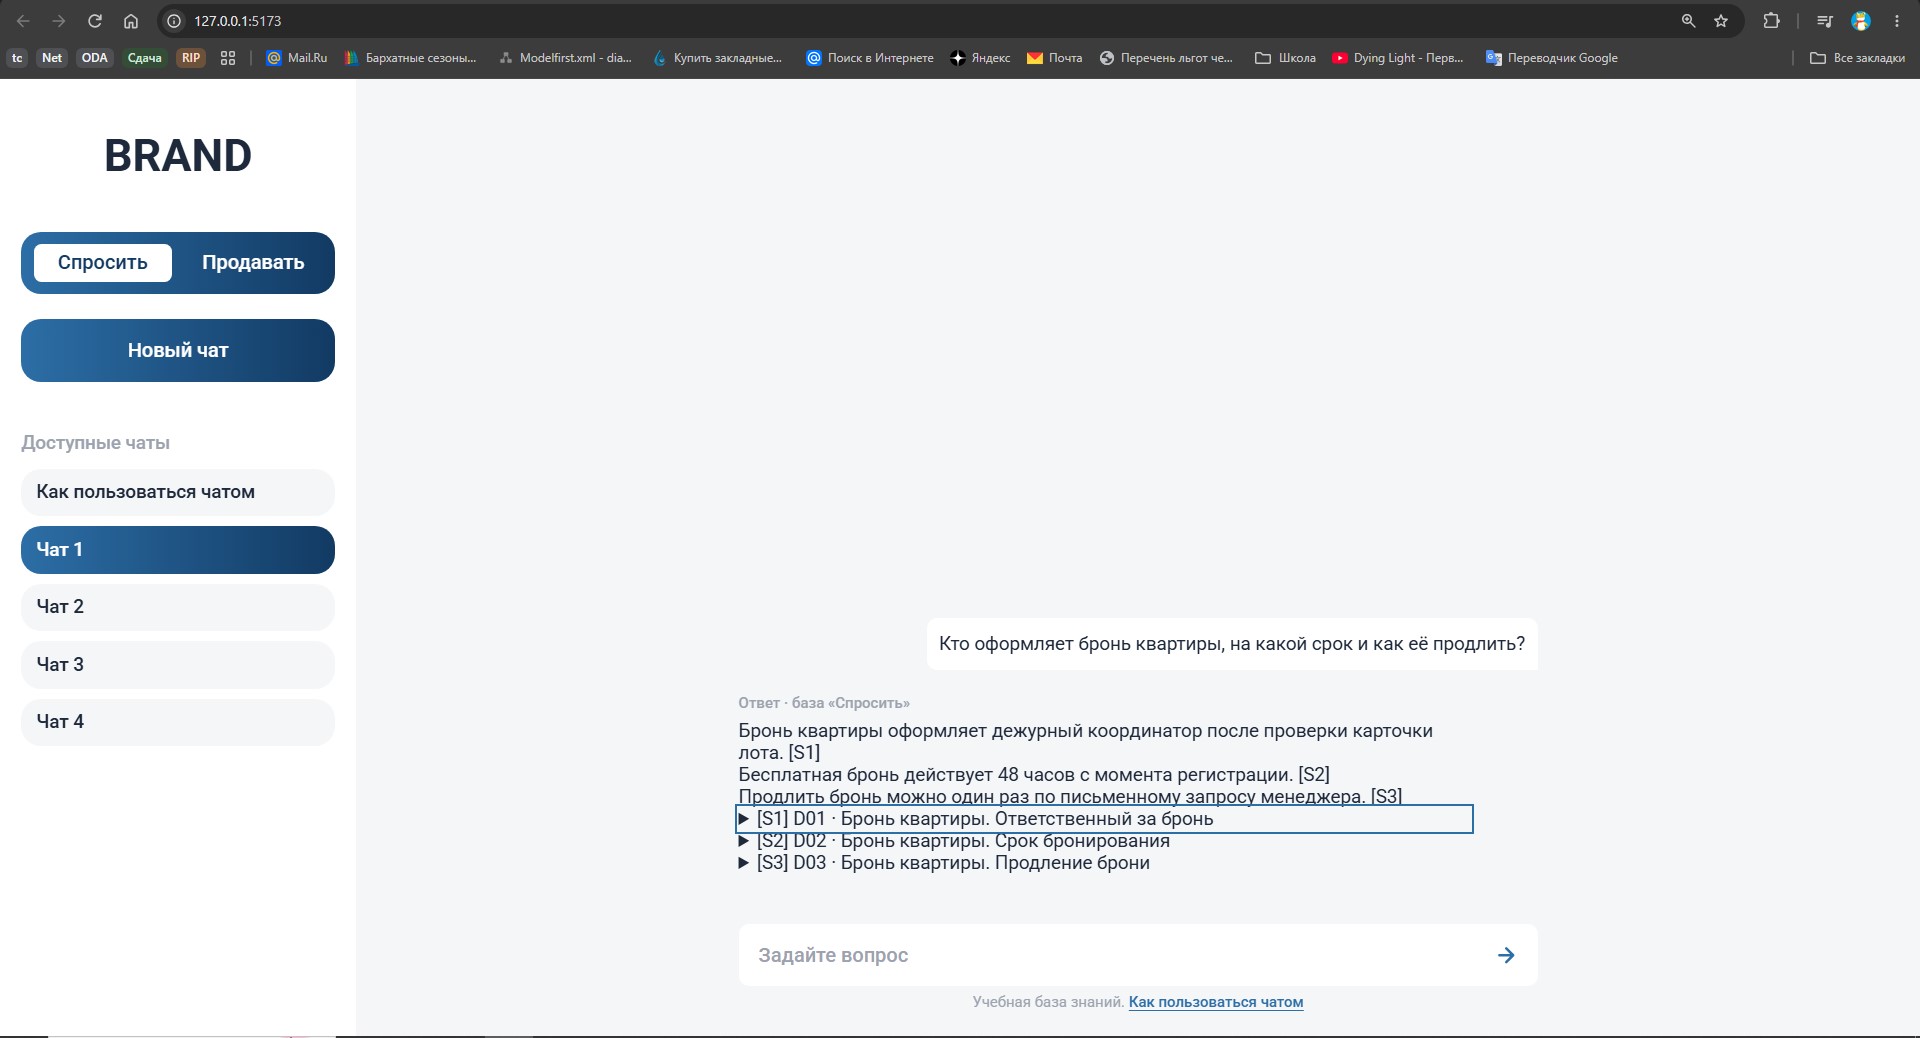 127.0.0.1:5173
tc Net ODA Сдача RIP Mail.Ru Бархатные сезоны... Modelfirst.xml - dia... Купить закладные... Поиск в Интернете Яндекс Почта Перечень льгот че... Школа Dying Light - Перв... Переводчик Google Все закладки
BRAND
Спросить Продавать
Новый чат
Доступные чаты
Как пользоваться чатом
Чат 1
Чат 2
Чат 3
Чат 4
Кто оформляет бронь квартиры, на какой срок и как её продлить?
Ответ · база «Спросить»
Бронь квартиры оформляет дежурный координатор после проверки карточки
лота. [S1]
Бесплатная бронь действует 48 часов с момента регистрации. [S2]
Продлить бронь можно один раз по письменному запросу менеджера. [S3]
[S1] D01 · Бронь квартиры. Ответственный за бронь
[S2] D02 · Бронь квартиры. Срок бронирования
[S3] D03 · Бронь квартиры. Продление брони
Задайте вопрос
Учебная база знаний. Как пользоваться чатом